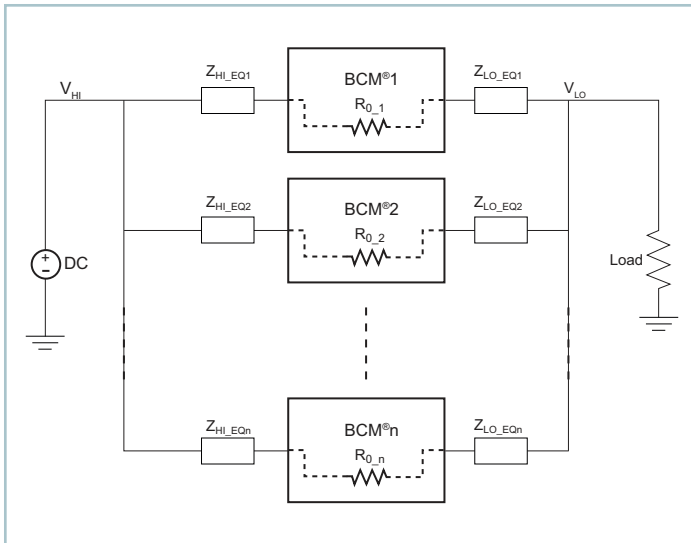 Z_HI_EQ1
BCM®1
Z_LO_EQ1
V_HI
R_0_1
V_LO
Z_HI_EQ2
BCM®2
Z_LO_EQ2
R_0_2
+
DC
Load
Z_HI_EQn
BCM®n
Z_LO_EQn
R_0_n